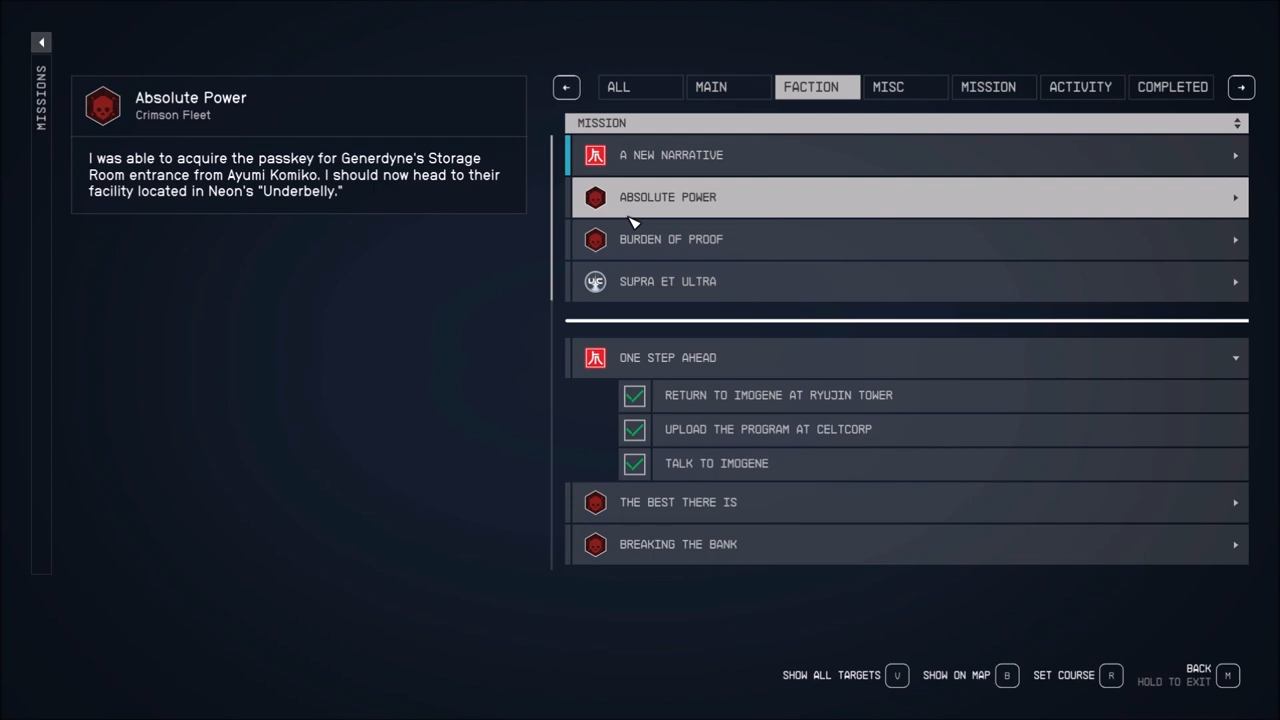 MISSIONS
Absolute Power
Crimson Fleet
I was able to acquire the passkey for Generdyne's Storage
Room entrance from Ayumi Komiko. I should now head to their
facility located in Neon's "Underbelly."
ALL
MAIN
FACTION
MISC
MISSION
ACTIVITY
COMPLETED
MISSION
A NEW NARRATIVE
ABSOLUTE POWER
BURDEN OF PROOF
UC
SUPRA ET ULTRA
ONE STEP AHEAD
RETURN TO IMOGENE AT RYUJIN TOWER
UPLOAD THE PROGRAM AT CELTCORP
TALK TO IMOGENE
THE BEST THERE IS
BREAKING THE BANK
SHOW ALL TARGETS V
SHOW ON MAP B
SET COURSE R
BACK
HOLD TO EXIT M